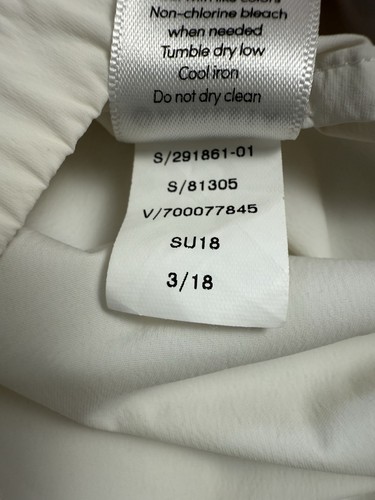 Non-chlorine bleach
when needed
Tumble dry low
Cool iron
Do not dry clean
S/291861-01
S/81305
V/700077845
SU18
3/18